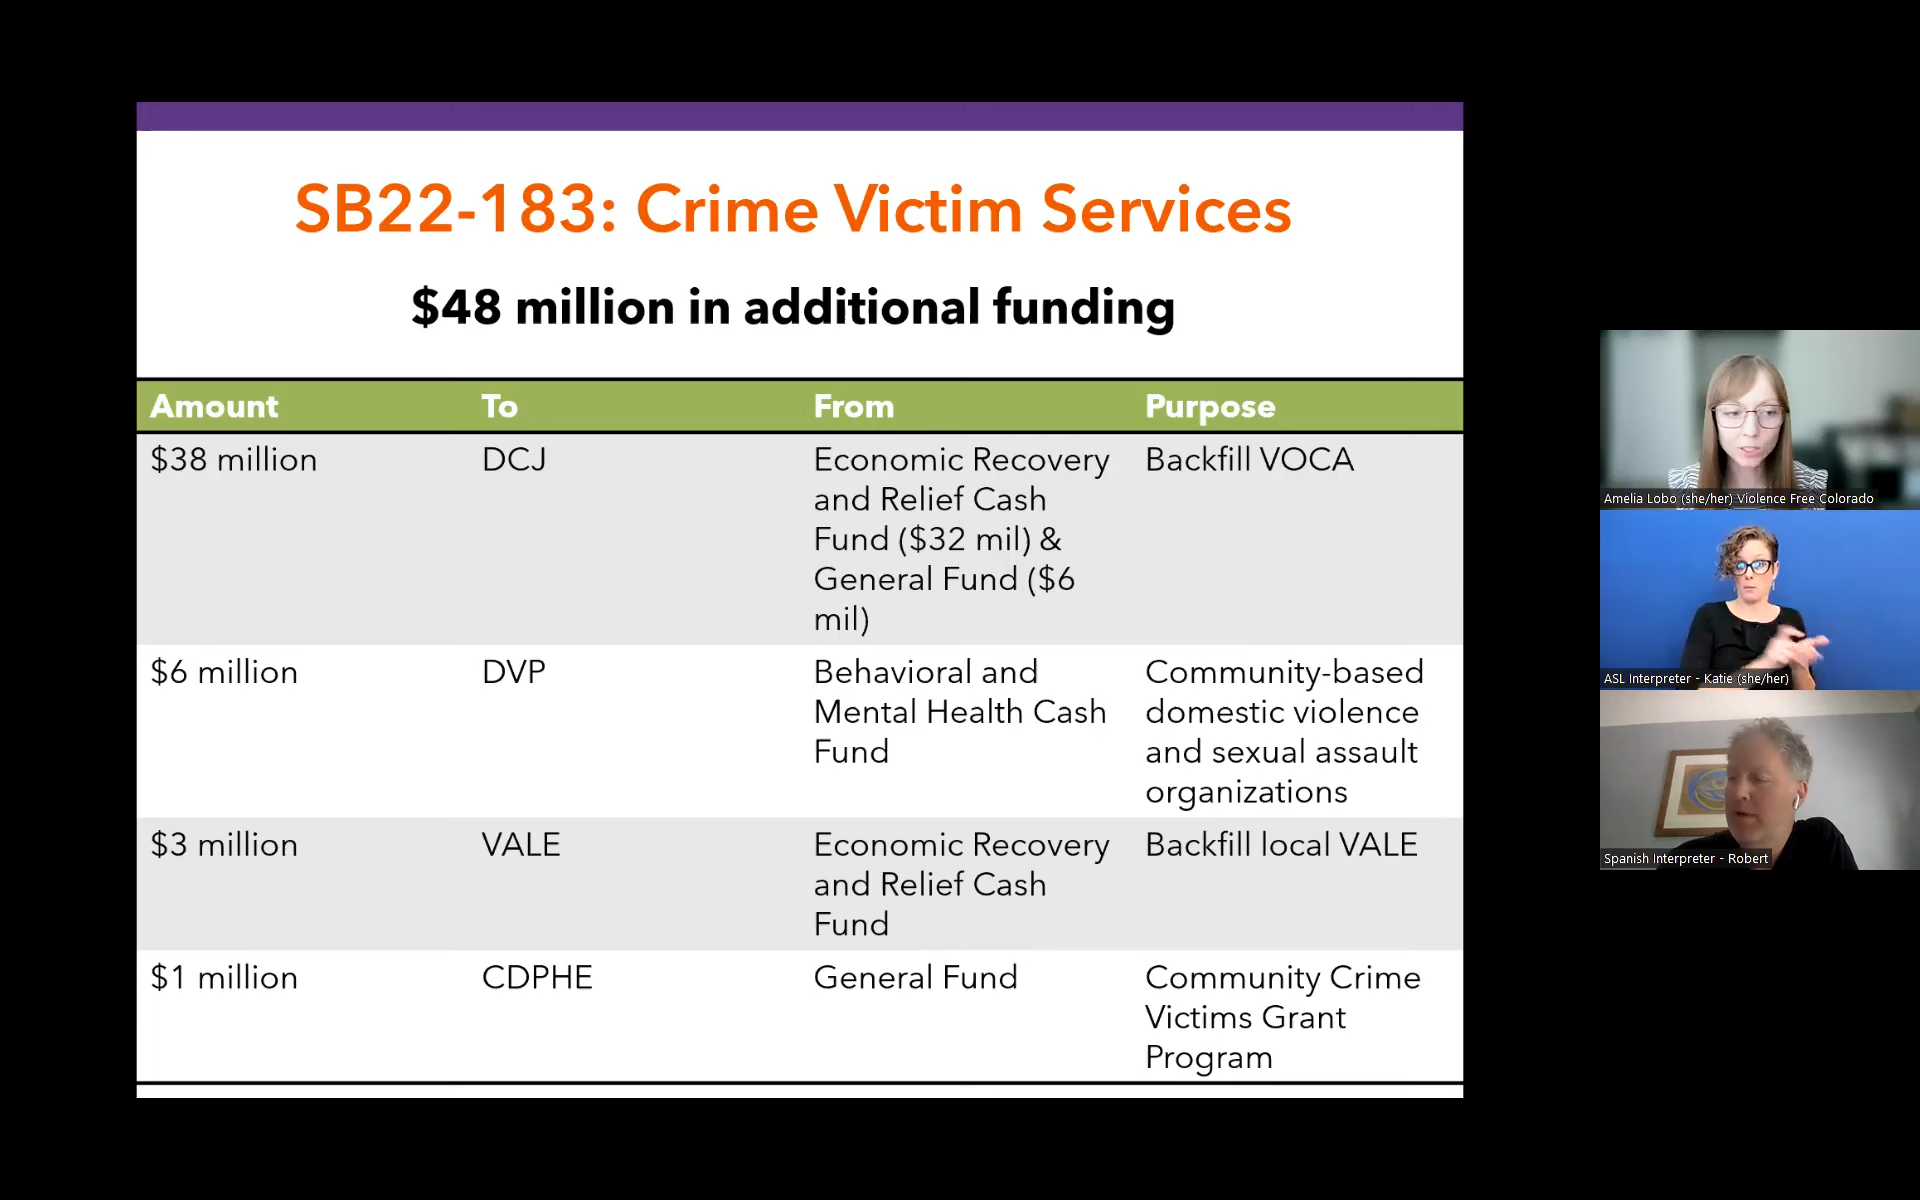 SB22-183: Crime Victim Services
$48 million in additional funding
Amount To From Purpose
$38 million DCJ Economic Recovery Backfill VOCA
and Relief Cash
Fund ($32 mil) &
General Fund ($6
mil)
$6 million DVP Behavioral and Community-based
Mental Health Cash domestic violence
Fund and sexual assault
organizations
$3 million VALE Economic Recovery Backfill local VALE
and Relief Cash
Fund
$1 million CDPHE General Fund Community Crime
Victims Grant
Program
Amelia Lobo (she/her) Violence Free Colorado
ASL Interpreter - Katie (she/her)
Spanish Interpreter - Robert